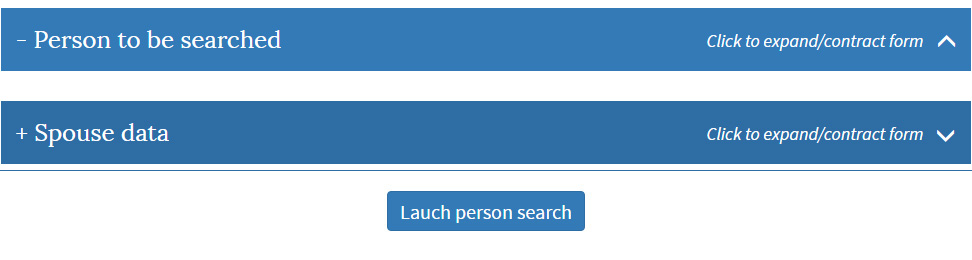 - Person to be searched Click to expand/contract form
+ Spouse data Click to expand/contract form
Lauch person search